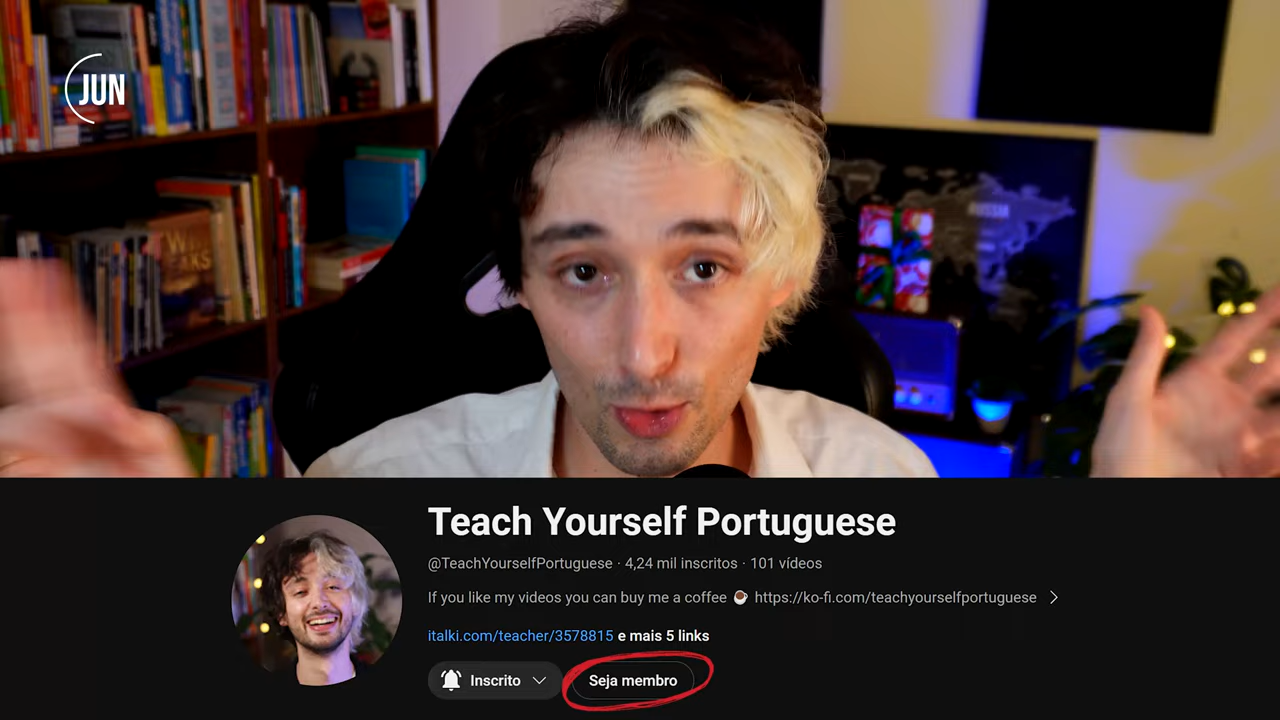 JUN
RUSSIA
Teach Yourself Portuguese
@TeachYourselfPortuguese · 4,24 mil inscritos · 101 vídeos
If you like my videos you can buy me a coffee ☕ https://ko-fi.com/teachyourselfportuguese
italki.com/teacher/3578815 e mais 5 links
Inscrito
Seja membro